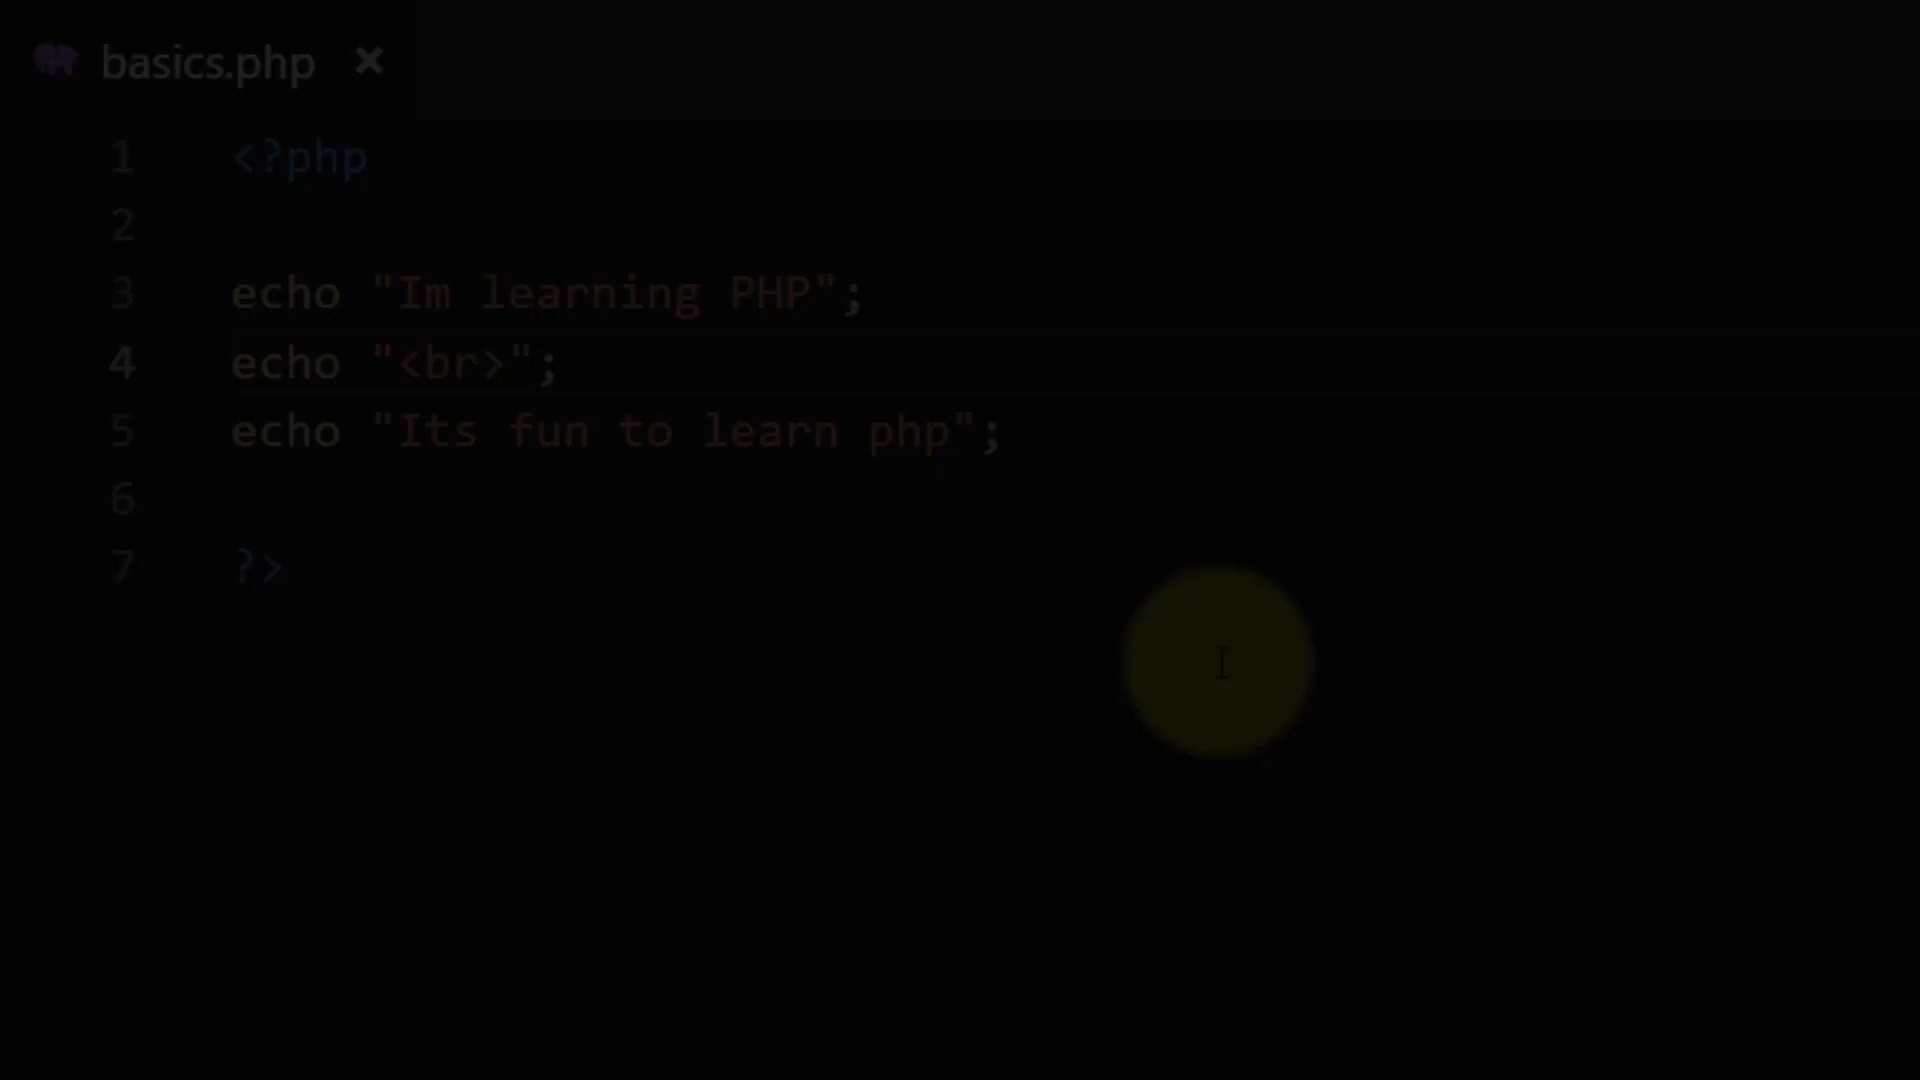 basics.php ×
1 <?php
2
3 echo "Im learning PHP";
4 echo "<br>";
5 echo "Its fun to learn php";
6
7 ?>